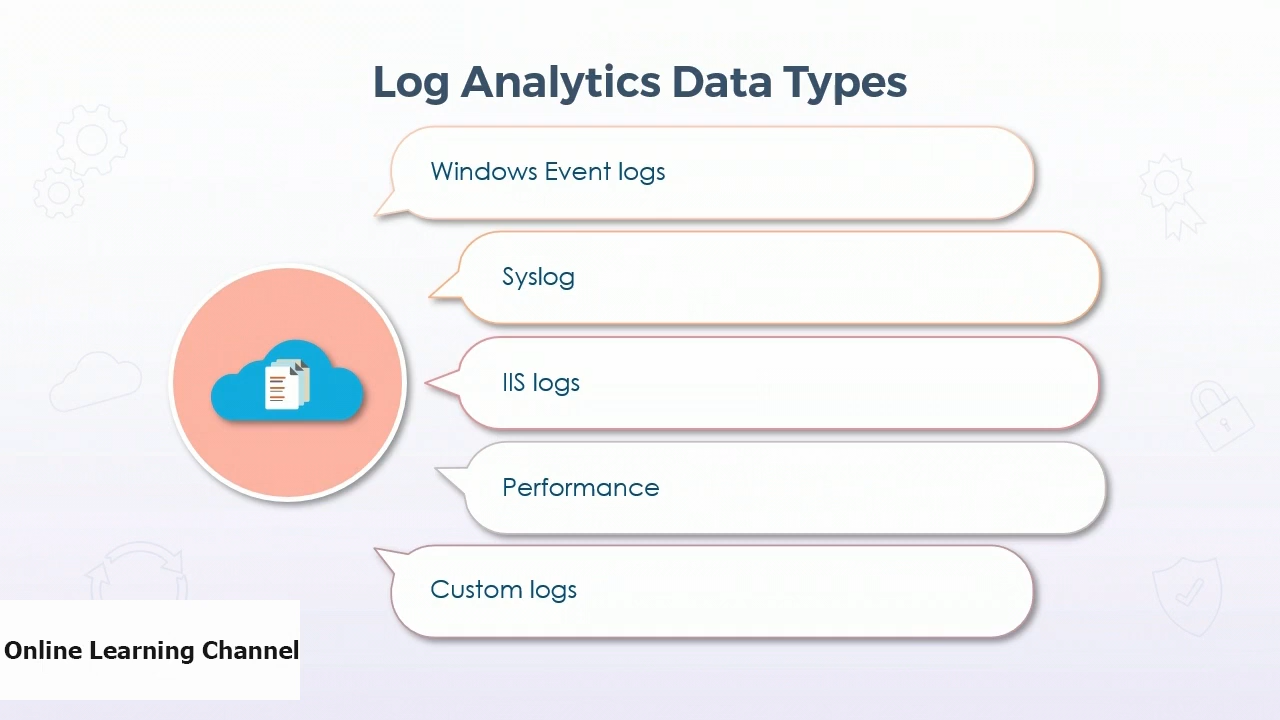 Log Analytics Data Types
Windows Event logs
Syslog
IIS logs
Performance
Custom logs
Online Learning Channel